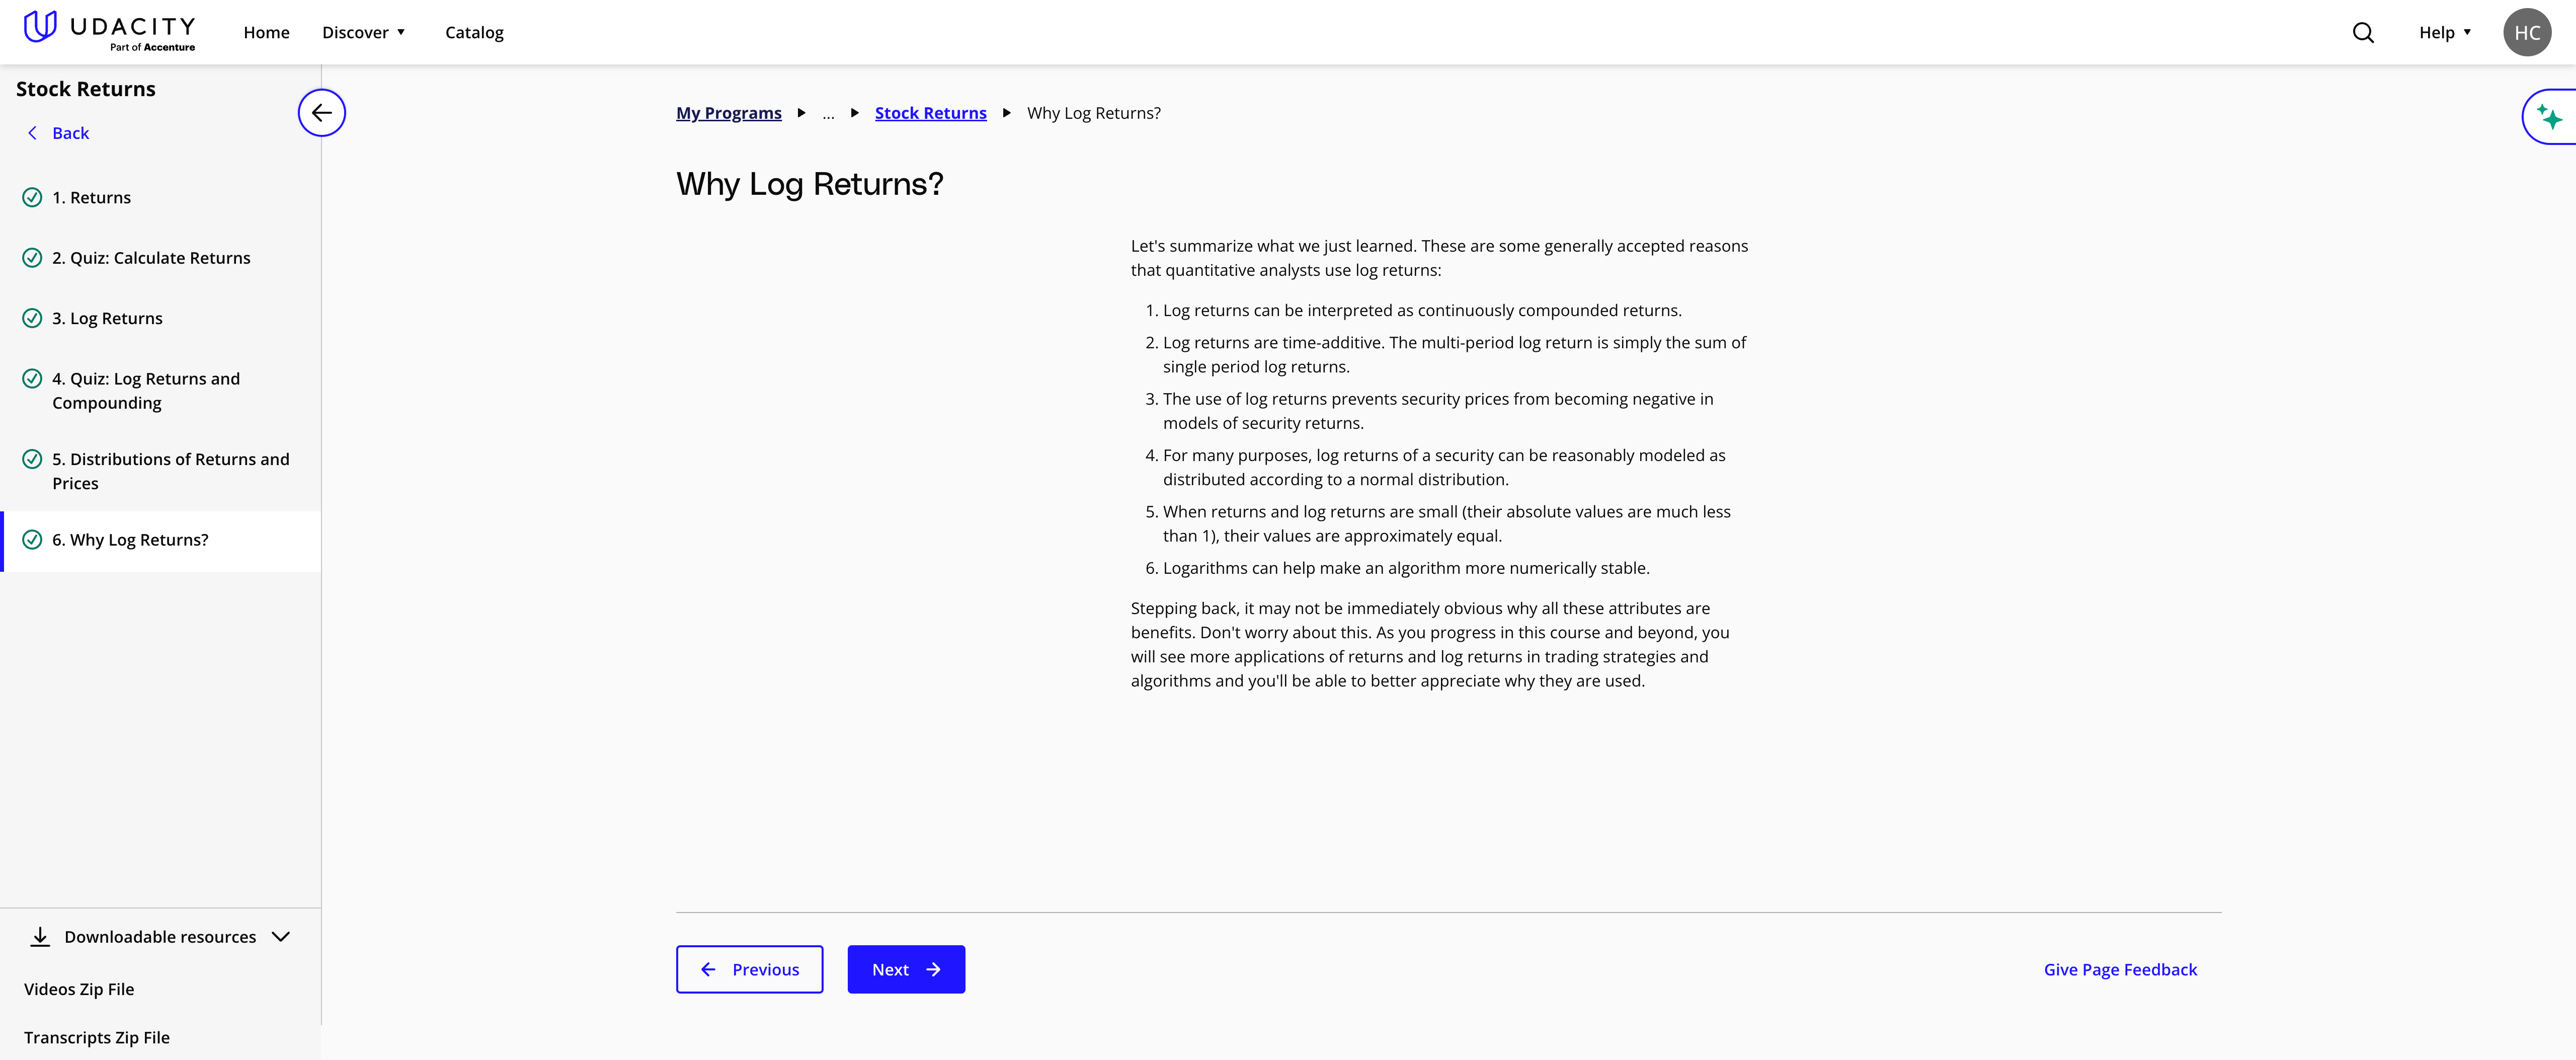 UDACITY
Part of Accenture
Home
Discover
Catalog
Help
HC
Stock Returns
Back
1. Returns
2. Quiz: Calculate Returns
3. Log Returns
4. Quiz: Log Returns and
Compounding
5. Distributions of Returns and
Prices
6. Why Log Returns?
Downloadable resources
Videos Zip File
Transcripts Zip File
My Programs ... Stock Returns Why Log Returns?
Why Log Returns?
Let's summarize what we just learned. These are some generally accepted reasons
that quantitative analysts use log returns:
1. Log returns can be interpreted as continuously compounded returns.
2. Log returns are time-additive. The multi-period log return is simply the sum of
single period log returns.
3. The use of log returns prevents security prices from becoming negative in
models of security returns.
4. For many purposes, log returns of a security can be reasonably modeled as
distributed according to a normal distribution.
5. When returns and log returns are small (their absolute values are much less
than 1), their values are approximately equal.
6. Logarithms can help make an algorithm more numerically stable.
Stepping back, it may not be immediately obvious why all these attributes are
benefits. Don't worry about this. As you progress in this course and beyond, you
will see more applications of returns and log returns in trading strategies and
algorithms and you'll be able to better appreciate why they are used.
Previous
Next
Give Page Feedback